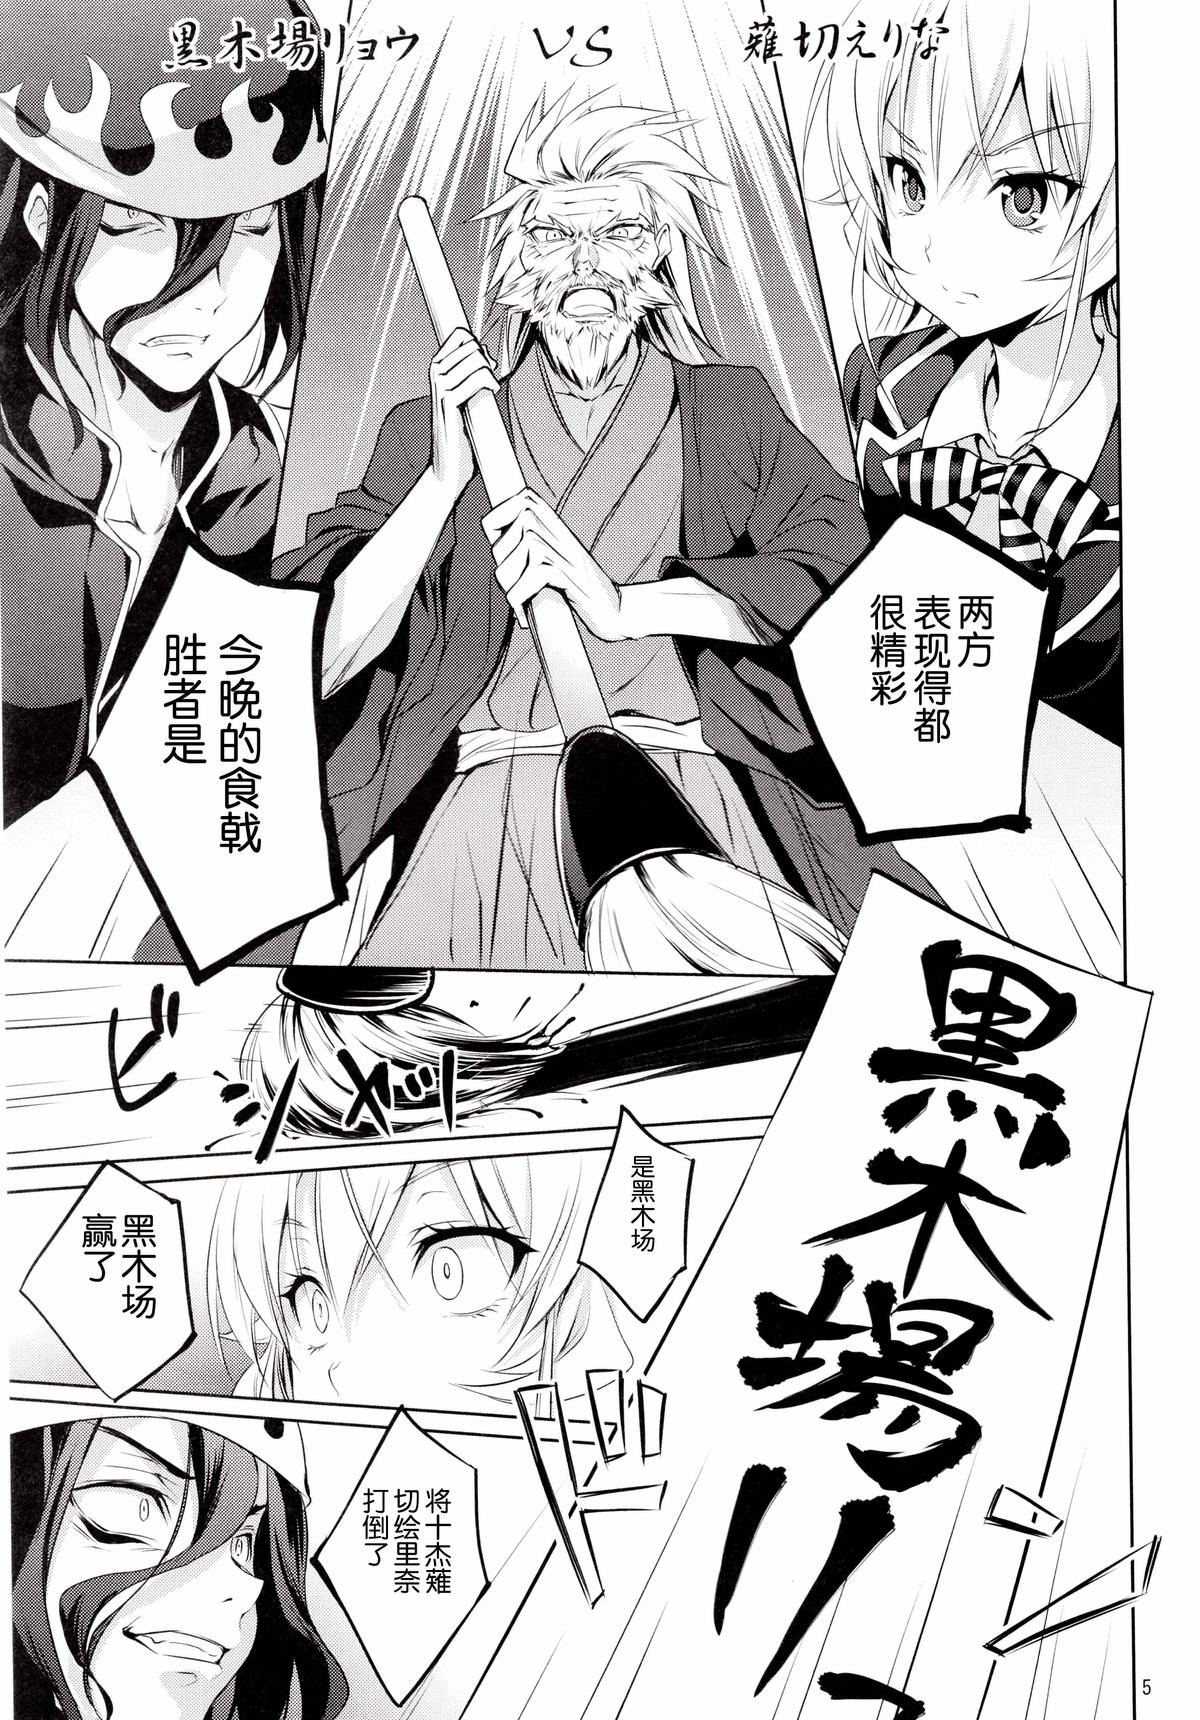 黒木場リョウ
VS
薙切えりな
两方
表现得都
很精彩
今晚的食戟
胜者是
黒木場リョ
ビッ
是黑木场
黑木场
赢了
将十杰薙
切绘里奈
打倒了
5